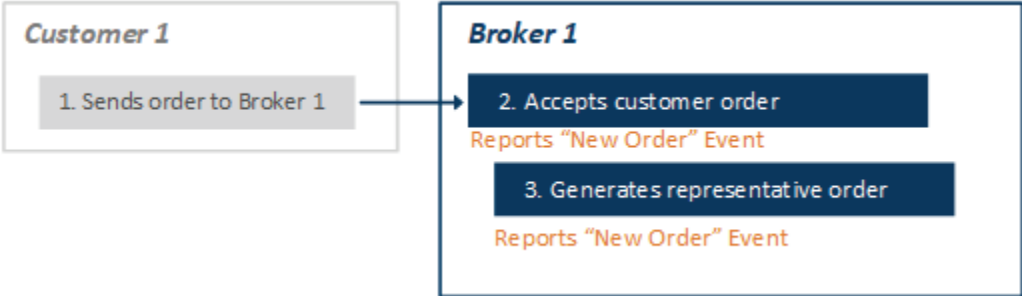 Customer 1
1. Sends order to Broker 1
Broker 1
2. Accepts customer order
Reports “New Order” Event
3. Generates representative order
Reports “New Order” Event